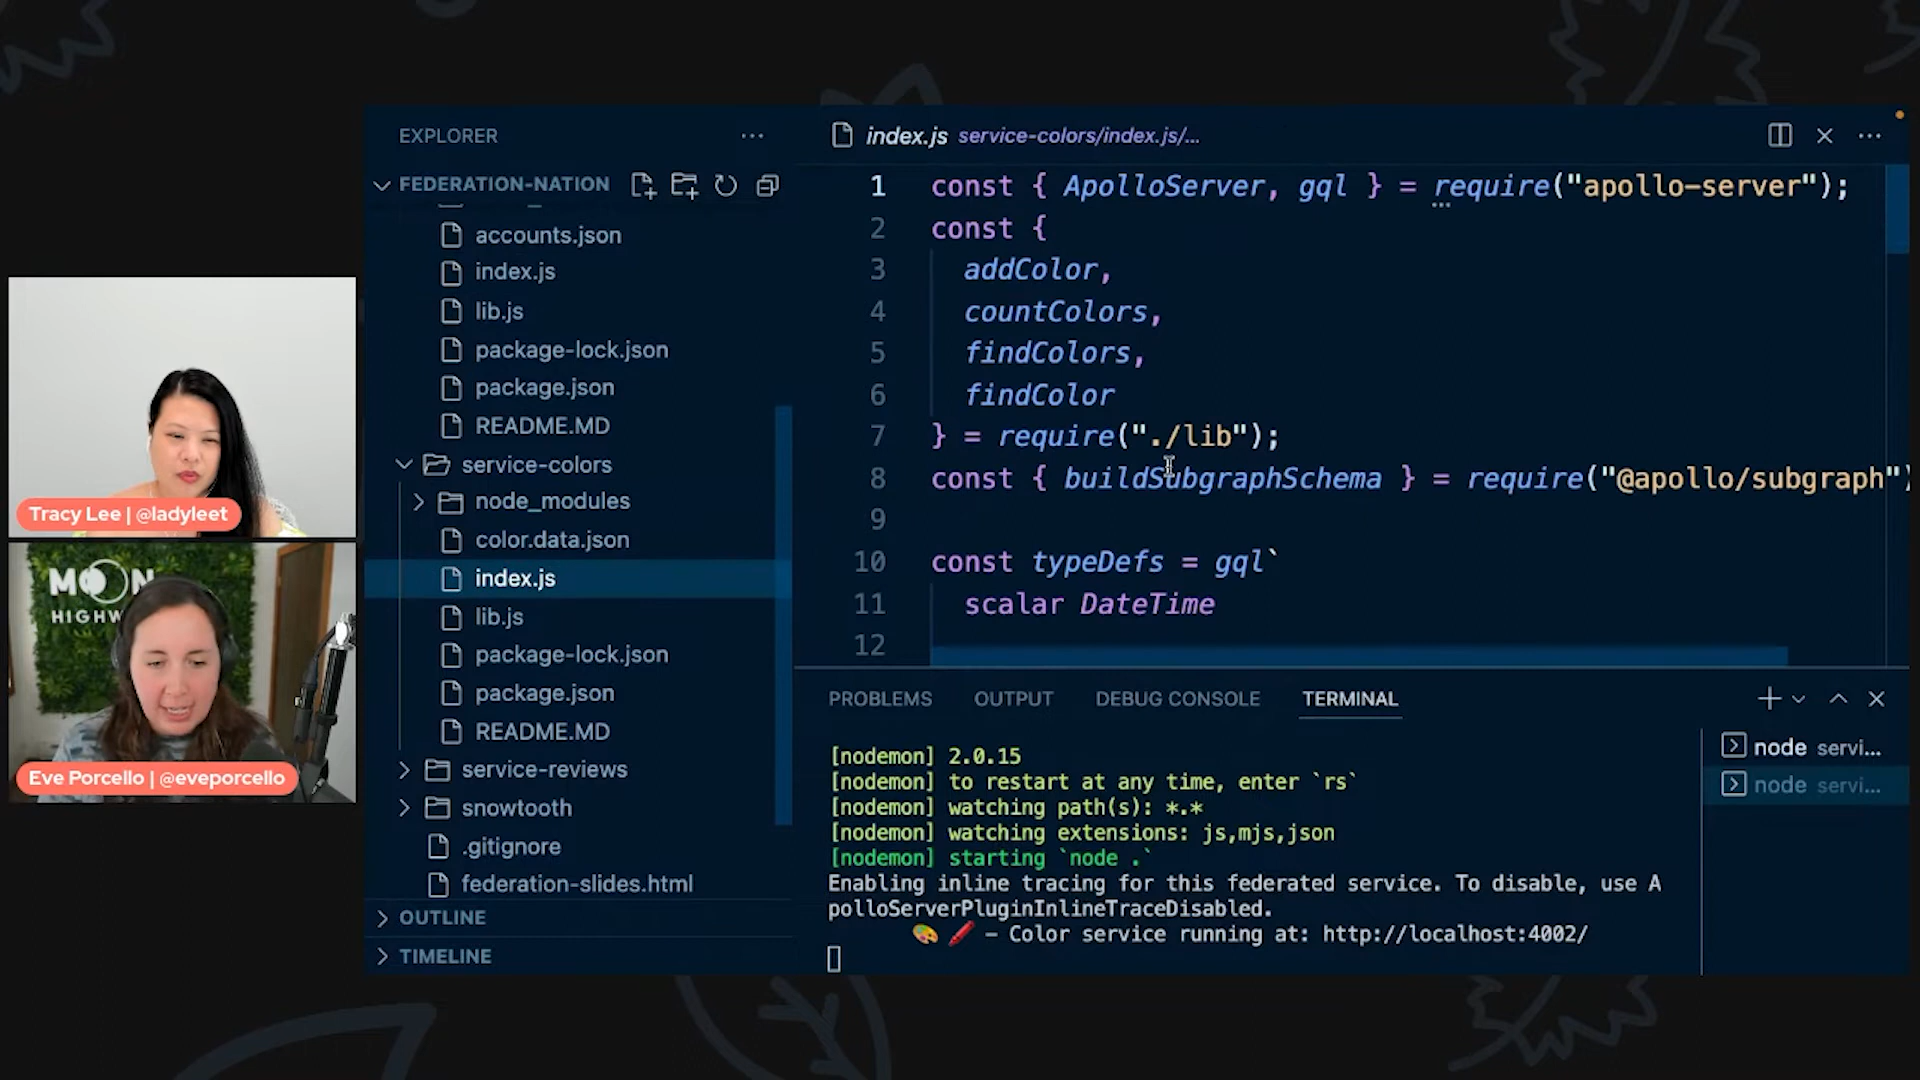 EXPLORER
FEDERATION-NATION
accounts.json
index.js
lib.js
package-lock.json
package.json
README.MD
service-colors
node_modules
color.data.json
index.js
lib.js
package-lock.json
package.json
README.MD
service-reviews
snowtooth
.gitignore
federation-slides.html
OUTLINE
TIMELINE
index.js service-colors/index.js/...
1 const { ApolloServer, gql } = require("apollo-server");
2 const {
3 addColor,
4 countColors,
5 findColors,
6 findColor
7 } = require("./lib");
8 const { buildSubgraphSchema } = require("@apollo/subgraph")
9
10 const typeDefs = gql`
11 scalar DateTime
12
PROBLEMS OUTPUT DEBUG CONSOLE TERMINAL
[nodemon] 2.0.15
[nodemon] to restart at any time, enter `rs`
[nodemon] watching path(s): *.*
[nodemon] watching extensions: js,mjs,json
[nodemon] starting `node .`
Enabling inline tracing for this federated service. To disable, use A
polloServerPluginInlineTraceDisabled.
🎨 🖍️ – Color service running at: http://localhost:4002/
node servi...
node servi...
Tracy Lee | @ladyleet
MOON
HIGHW
Eve Porcello | @eveporcello